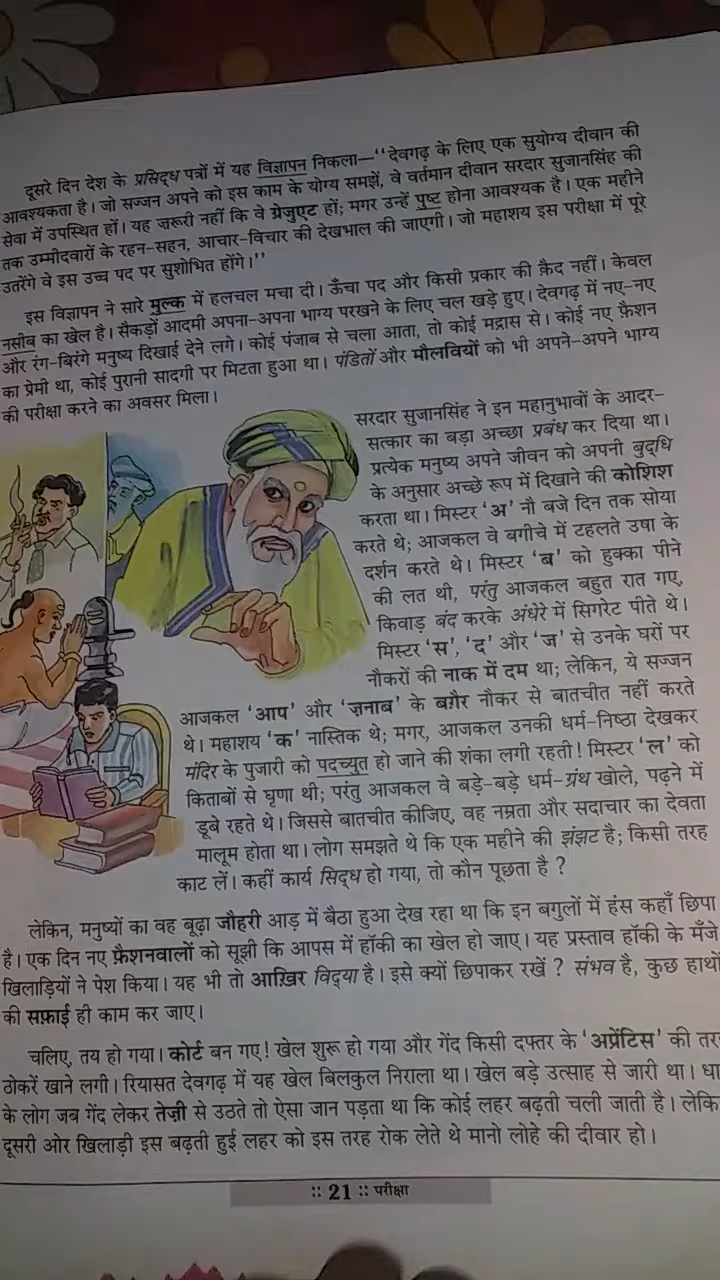 दूसरे दिन देश के प्रसिद्ध पत्रों में यह विज्ञापन निकला—‘‘देवगढ़ के लिए एक सुयोग्य दीवान की
आवश्यकता है। जो सज्जन अपने को इस काम के योग्य समझें, वे वर्तमान दीवान सरदार सुजानसिंह की
सेवा में उपस्थित हों। यह ज़रूरी नहीं कि वे ग्रेजुएट हों; मगर उन्हें पुष्ट होना आवश्यक है। एक महीने
तक उम्मीदवारों के रहन-सहन, आचार-विचार की देखभाल की जाएगी। जो महाशय इस परीक्षा में पूरे
उतरेंगे वे इस उच्च पद पर सुशोभित होंगे।’’
इस विज्ञापन ने सारे मुल्क में हलचल मचा दी। ऊँचा पद और किसी प्रकार की क़ैद नहीं। केवल
नसीब का खेल है। सैकड़ों आदमी अपना-अपना भाग्य परखने के लिए चल खड़े हुए। देवगढ़ में नए-नए
और रंग-बिरंगे मनुष्य दिखाई देने लगे। कोई पंजाब से चला आता, तो कोई मद्रास से। कोई नए फ़ैशन
का प्रेमी था, कोई पुरानी सादगी पर मिटता हुआ था। पंडितों और मौलवियों को भी अपने-अपने भाग्य
की परीक्षा करने का अवसर मिला।
सरदार सुजानसिंह ने इन महानुभावों के आदर-
सत्कार का बड़ा अच्छा प्रबंध कर दिया था।
प्रत्येक मनुष्य अपने जीवन को अपनी बुद्धि
के अनुसार अच्छे रूप में दिखाने की कोशिश
करता था। मिस्टर ‘अ’ नौ बजे दिन तक सोया
करते थे; आजकल वे बगीचे में टहलते उषा के
दर्शन करते थे। मिस्टर ‘ब’ को हुक्का पीने
की लत थी, परंतु आजकल बहुत रात गए,
किवाड़ बंद करके अंधेरे में सिगरेट पीते थे।
मिस्टर ‘स’, ‘द’ और ‘ज’ से उनके घरों पर
नौकरों की नाक में दम था; लेकिन, ये सज्जन
आजकल ‘आप’ और ‘ज़नाब’ के बग़ैर नौकर से बातचीत नहीं करते
थे। महाशय ‘क’ नास्तिक थे; मगर, आजकल उनकी धर्म-निष्ठा देखकर
मंदिर के पुजारी को पदच्युत हो जाने की शंका लगी रहती! मिस्टर ‘ल’ को
किताबों से घृणा थी; परंतु आजकल वे बड़े-बड़े धर्म-ग्रंथ खोले, पढ़ने में
डूबे रहते थे। जिससे बातचीत कीजिए, वह नम्रता और सदाचार का देवता
मालूम होता था। लोग समझते थे कि एक महीने की झंझट है; किसी तरह
काट लें। कहीं कार्य सिद्ध हो गया, तो कौन पूछता है ?
लेकिन, मनुष्यों का वह बूढ़ा जौहरी आड़ में बैठा हुआ देख रहा था कि इन बगुलों में हंस कहाँ छिपा
है। एक दिन नए फ़ैशनवालों को सूझी कि आपस में हॉकी का खेल हो जाए। यह प्रस्ताव हॉकी के मँजे
खिलाड़ियों ने पेश किया। यह भी तो आख़िर विद्या है। इसे क्यों छिपाकर रखें ? संभव है, कुछ हाथों
की सफ़ाई ही काम कर जाए।
चलिए, तय हो गया। कोर्ट बन गए! खेल शुरू हो गया और गेंद किसी दफ्तर के ‘अप्रेंटिस’ की तर
ठोकरें खाने लगी। रियासत देवगढ़ में यह खेल बिलकुल निराला था। खेल बड़े उत्साह से जारी था। धा
के लोग जब गेंद लेकर तेज़ी से उठते तो ऐसा जान पड़ता था कि कोई लहर बढ़ती चली जाती है। लेकि
दूसरी ओर खिलाड़ी इस बढ़ती हुई लहर को इस तरह रोक लेते थे मानो लोहे की दीवार हो।
:: 21 :: परीक्षा